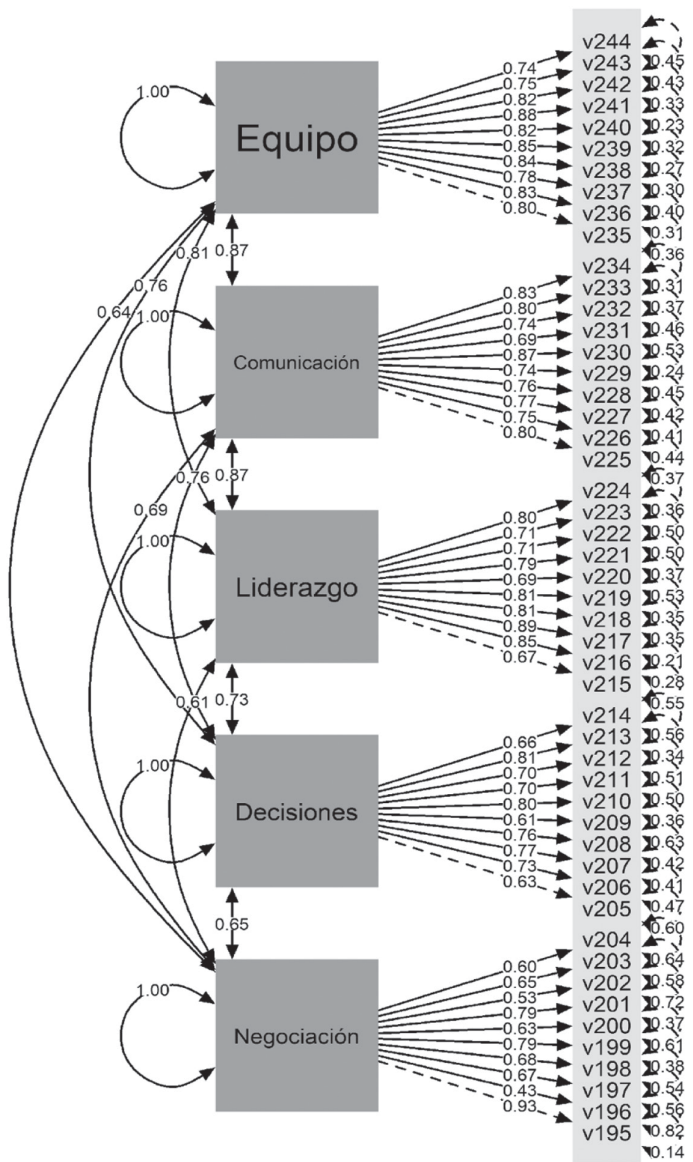 1.00
Equipo
0.74
0.75
0.82
0.88
0.82
0.85
0.84
0.78
0.83
0.80
v244
v243
v242
v241
v240
v239
v238
v237
v236
v235
0.45
0.43
0.33
0.23
0.32
0.27
0.30
0.40
0.31
0.36
0.81
0.87
0.76
0.64
1.00
Comunicación
0.83
0.80
0.74
0.69
0.87
0.74
0.76
0.77
0.75
0.80
v234
v233
v232
v231
v230
v229
v228
v227
v226
v225
0.31
0.37
0.46
0.53
0.24
0.45
0.42
0.41
0.44
0.37
0.76
0.87
0.69
1.00
Liderazgo
0.80
0.71
0.71
0.79
0.69
0.81
0.81
0.89
0.85
0.67
v224
v223
v222
v221
v220
v219
v218
v217
v216
v215
0.36
0.50
0.50
0.37
0.53
0.35
0.35
0.21
0.28
0.55
0.61
0.73
1.00
Decisiones
0.66
0.81
0.70
0.70
0.80
0.61
0.76
0.77
0.73
0.63
v214
v213
v212
v211
v210
v209
v208
v207
v206
v205
0.56
0.34
0.51
0.50
0.36
0.63
0.42
0.41
0.47
0.60
0.65
1.00
Negociación
0.60
0.65
0.53
0.79
0.63
0.79
0.68
0.67
0.43
0.93
v204
v203
v202
v201
v200
v199
v198
v197
v196
v195
0.64
0.58
0.72
0.37
0.61
0.38
0.54
0.56
0.82
0.14